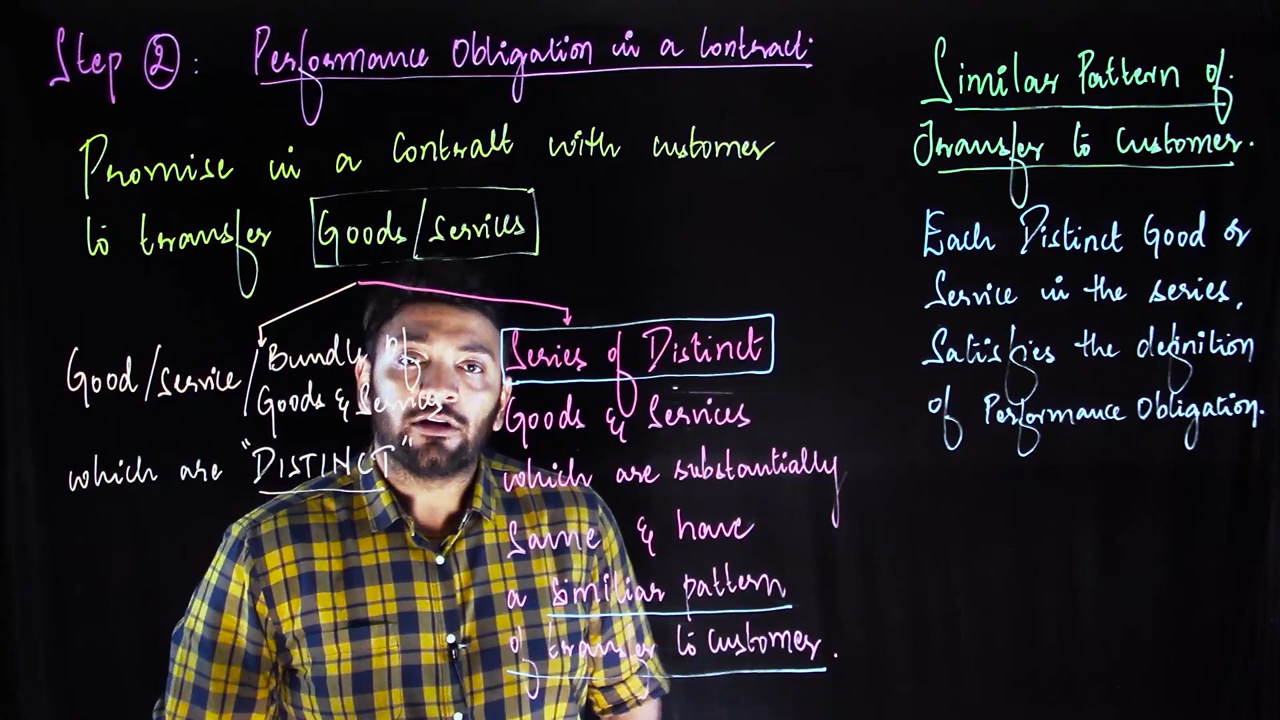 Step ②: Performance Obligation in a Contract.
Promise in a contract with customer
to transfer Goods/Services
Good/Service/Bundle of
Goods & Services
which are "DISTINCT"
Series of Distinct
Goods & Services
which are substantially
Same & have
a similiar pattern
of transfer to customer.
Similar Pattern of
Transfer to Customer.
Each Distinct Good or
Service in the series,
Satisfies the definition
of Performance Obligation.